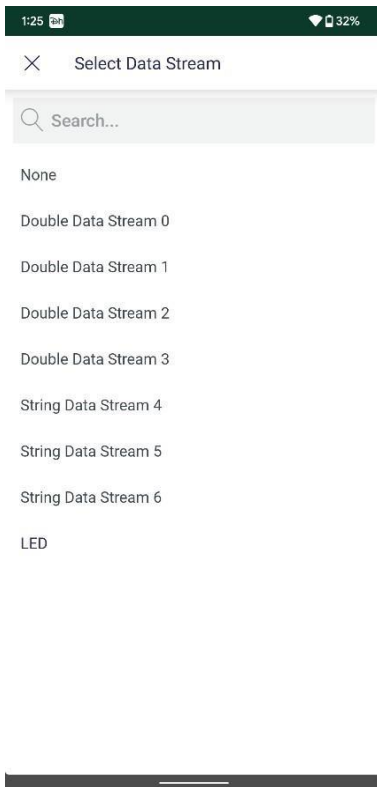 1:25 32%
Select Data Stream
Search...
None
Double Data Stream 0
Double Data Stream 1
Double Data Stream 2
Double Data Stream 3
String Data Stream 4
String Data Stream 5
String Data Stream 6
LED